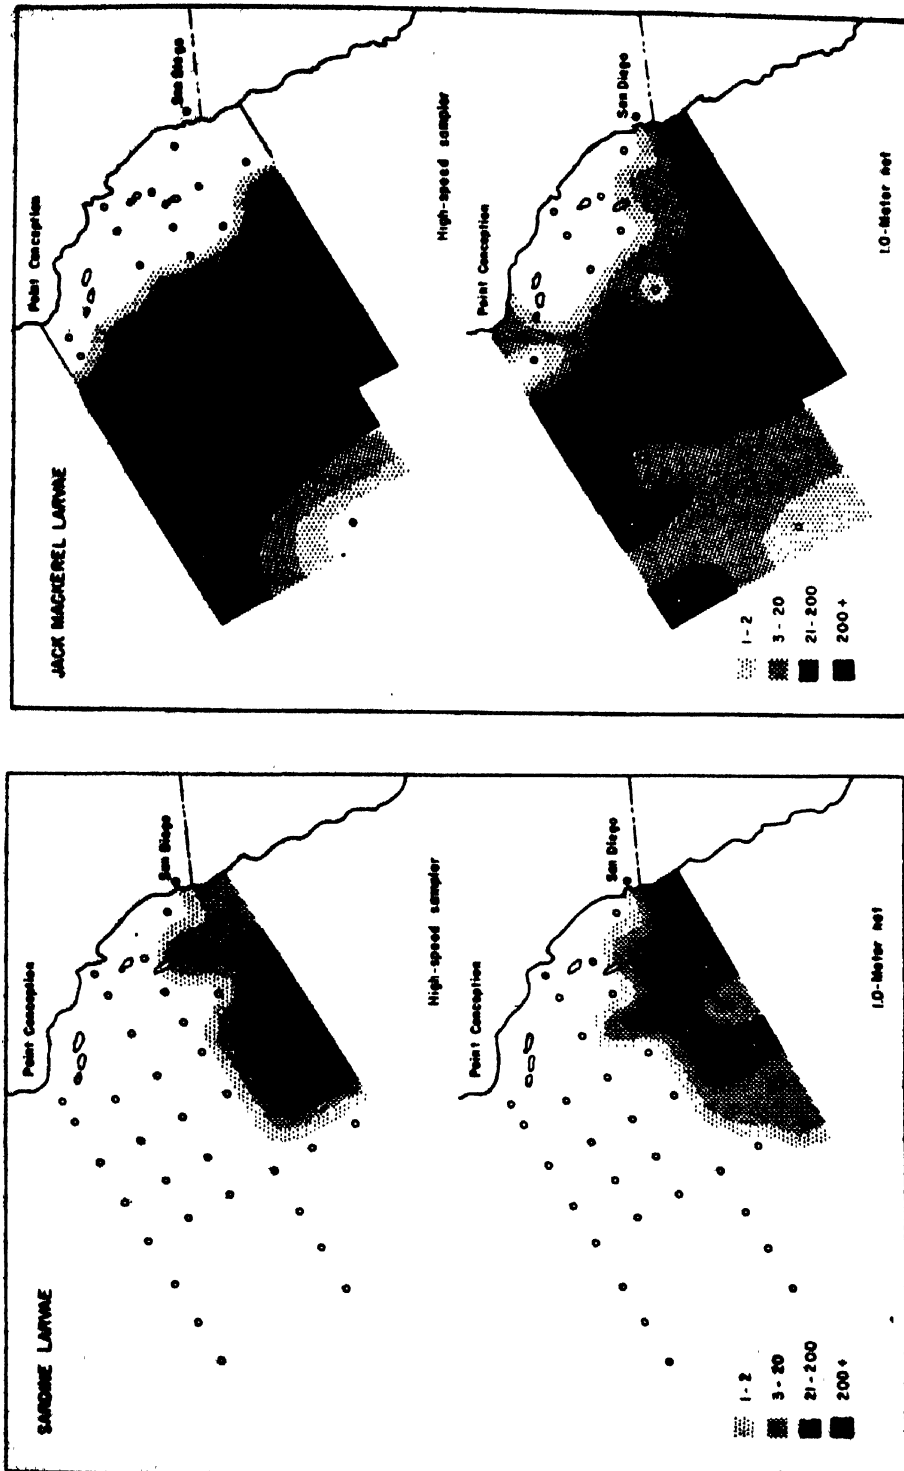 SARDINE LARVAE
Point Conception
San Diego
High-speed sampler
Point Conception
San Diego
1-2
3-20
21-200
200+
1.0-Meter net
JACK MACKEREL LARVAE
Point Conception
San Diego
High-speed sampler
Point Conception
San Diego
1-2
3-20
21-200
200+
1.0-Meter net